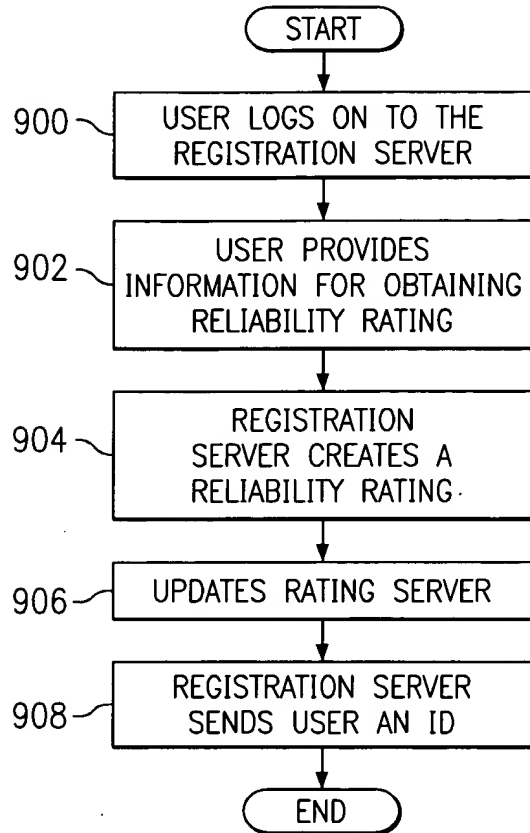 START
900
USER LOGS ON TO THE
REGISTRATION SERVER
902
USER PROVIDES
INFORMATION FOR OBTAINING
RELIABILITY RATING
904
REGISTRATION
SERVER CREATES A
RELIABILITY RATING
906
UPDATES RATING SERVER
908
REGISTRATION SERVER
SENDS USER AN ID
END